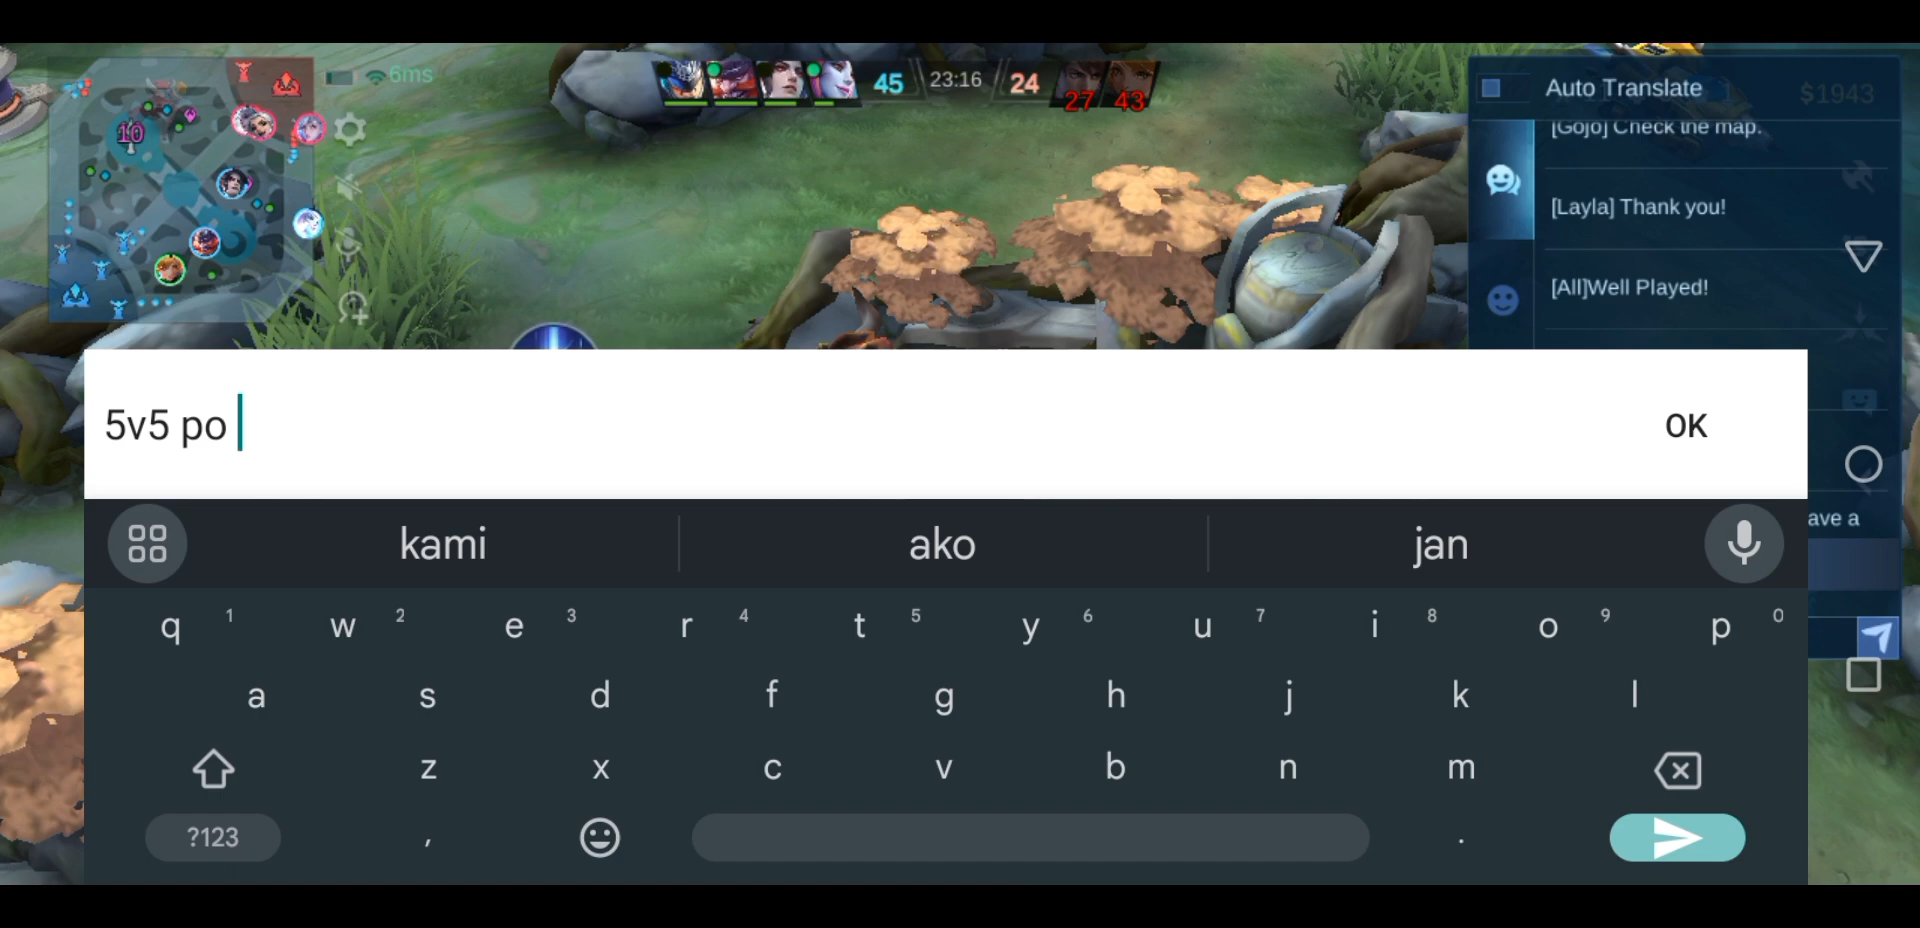 6ms
45 23:16 24
27 43
10
Auto Translate
$1943
[Gojo] Check the map.
[Layla] Thank you!
[All]Well Played!
ave a
5v5 po
OK
kami ako jan
q 1 w 2 e 3 r 4 t 5 y 6 u 7 i 8 o 9 p 0
a s d f g h j k l
z x c v b n m
?123 , .